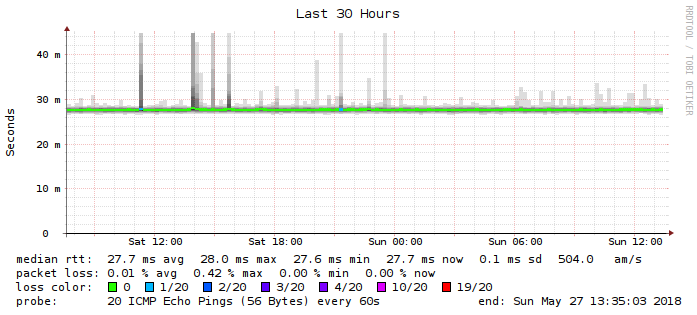 Last 30 Hours
RRDTOOL / TOBI OETIKER
Seconds
40 m
30 m
20 m
10 m
0
Sat 12:00 Sat 18:00 Sun 00:00 Sun 06:00 Sun 12:00
median rtt: 27.7 ms avg 28.0 ms max 27.6 ms min 27.7 ms now 0.1 ms sd 504.0 am/s
packet loss: 0.01 % avg 0.42 % max 0.00 % min 0.00 % now
loss color: 0 1/20 2/20 3/20 4/20 10/20 19/20
probe: 20 ICMP Echo Pings (56 Bytes) every 60s end: Sun May 27 13:35:03 2018